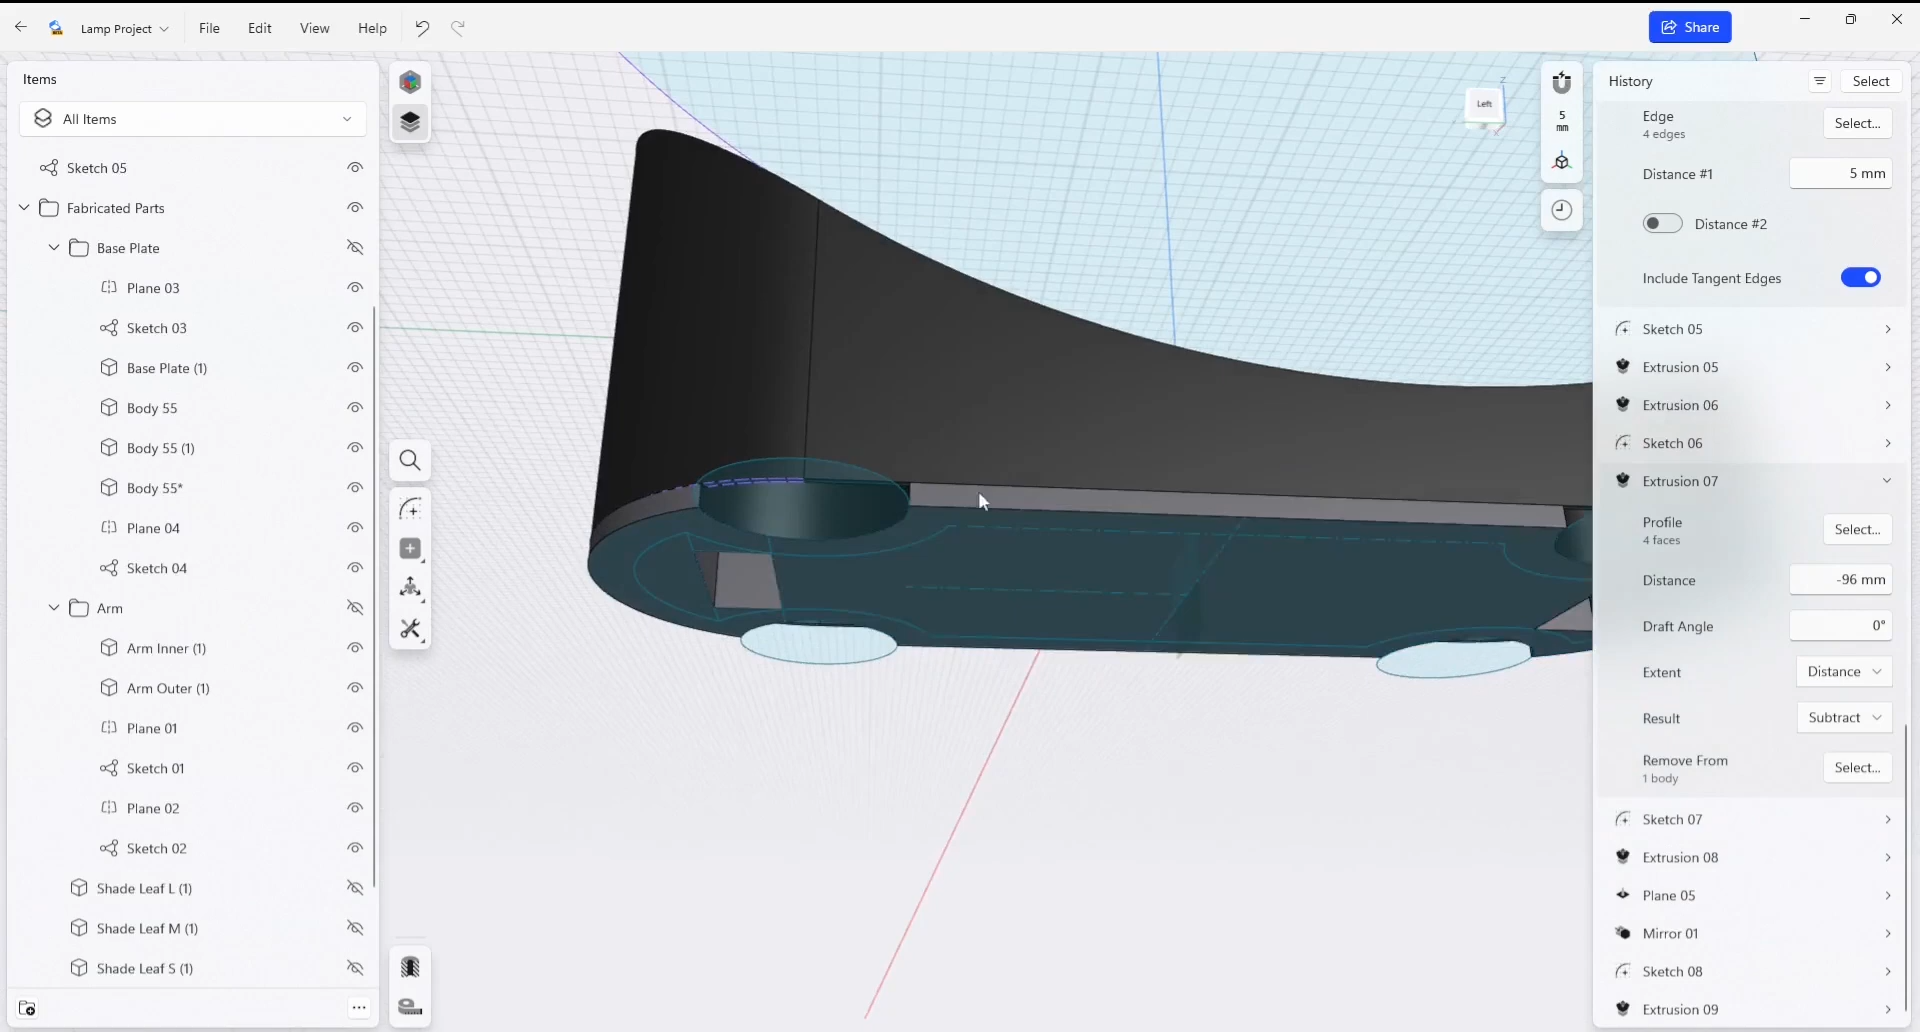 Lamp Project
File
Edit
View
Help
Share
Items
All Items
Sketch 05
Fabricated Parts
Base Plate
Plane 03
Sketch 03
Base Plate (1)
Body 55
Body 55 (1)
Body 55*
Plane 04
Sketch 04
Arm
Arm Inner (1)
Arm Outer (1)
Plane 01
Sketch 01
Plane 02
Sketch 02
Shade Leaf L (1)
Shade Leaf M (1)
Shade Leaf S (1)
Z
Left
5
mm
History
Select
Edge
4 edges
Select...
Distance #1
5 mm
Distance #2
Include Tangent Edges
Sketch 05
Extrusion 05
Extrusion 06
Sketch 06
Extrusion 07
Profile
4 faces
Select...
Distance
-96 mm
Draft Angle
0°
Extent
Distance
Result
Subtract
Remove From
1 body
Select...
Sketch 07
Extrusion 08
Plane 05
Mirror 01
Sketch 08
Extrusion 09